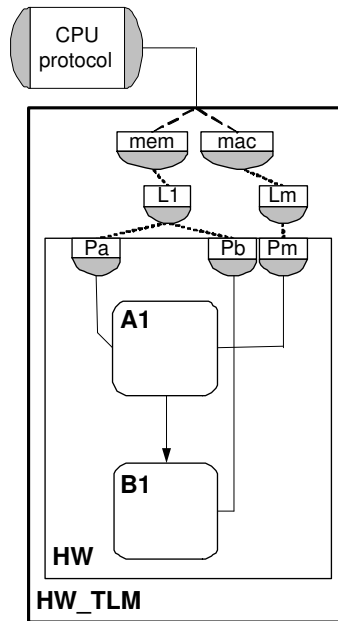 CPU
protocol
mem mac
L1 Lm
Pa Pb Pm
A1
B1
HW
HW_TLM